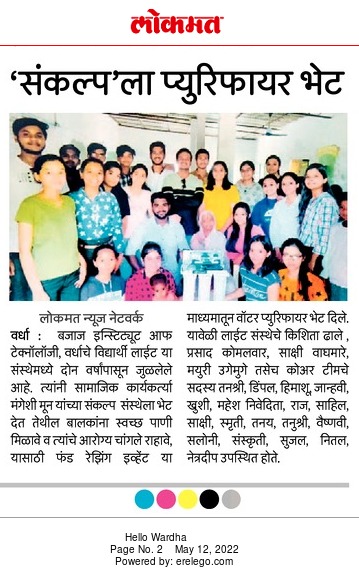 लोकमत
‘संकल्प’ला प्युरिफायर भेट
लोकमत न्यूज नेटवर्क
वर्धा : बजाज इन्स्टिट्यूट आफ
टेक्नॉलॉजी, वर्धाचे विद्यार्थी लाईट या
संस्थेमध्ये दोन वर्षांपासून जुळलेले
आहे. त्यांनी सामाजिक कार्यकर्त्या
मंगेशी मून यांच्या संकल्प संस्थेला भेट
देत तेथील बालकांना स्वच्छ पाणी
मिळावे व त्यांचे आरोग्य चांगले राहावे,
यासाठी फंड रेझिंग इव्हेंट या
माध्यमातून वॉटर प्युरिफायर भेट दिले.
यावेळी लाईट संस्थेचे किशिता ढाले ,
प्रसाद कोमलवार, साक्षी वाघमारे,
मयुरी उगेमुगे तसेच कोअर टीमचे
सदस्य तनश्री, डिंपल, हिमाशू, जान्हवी,
खुशी, महेश निवेदिता, राज, साहिल,
साक्षी, स्मृती, तनय, तनुश्री, वैष्णवी,
सलोनी, संस्कृती, सुजल, नितल,
नेत्रदीप उपस्थित होते.
Hello Wardha
Page No. 2 May 12, 2022
Powered by: erelego.com